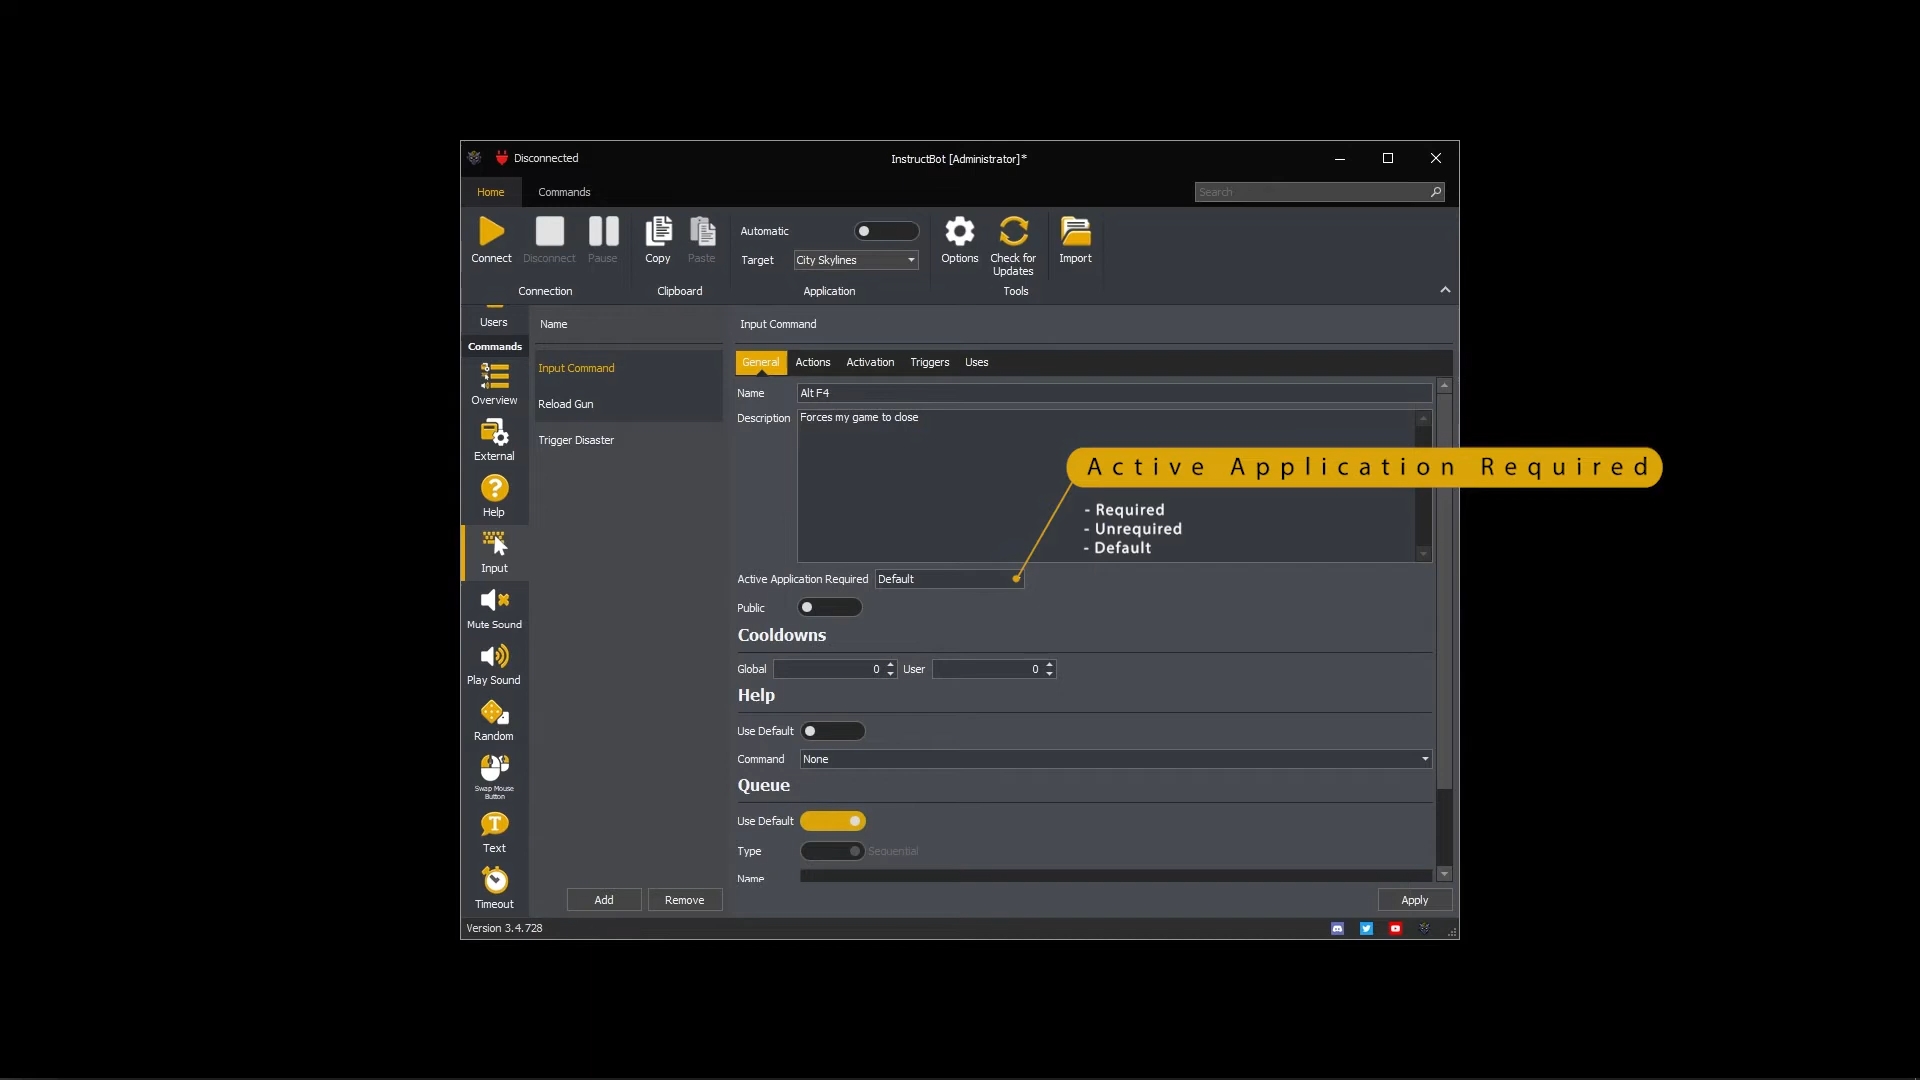 Disconnected
InstructBot [Administrator]*
Home
Commands
Search
Connect
Disconnect
Pause
Copy
Paste
Automatic
Target
City Skylines
Options
Check for
Updates
Import
Connection
Clipboard
Application
Tools
Users
Commands
Overview
External
Help
Input
Mute Sound
Play Sound
Random
Swap Mouse
Button
Text
Timeout
Name
Input Command
Reload Gun
Trigger Disaster
Add
Remove
Input Command
General
Actions
Activation
Triggers
Uses
Name
Alt F4
Description
Forces my game to close
Active Application Required
- Required
- Unrequired
- Default
Active Application Required
Default
Public
Cooldowns
Global
0
User
0
Help
Use Default
Command
None
Queue
Use Default
Type
Sequential
Name
Apply
Version 3.4.728